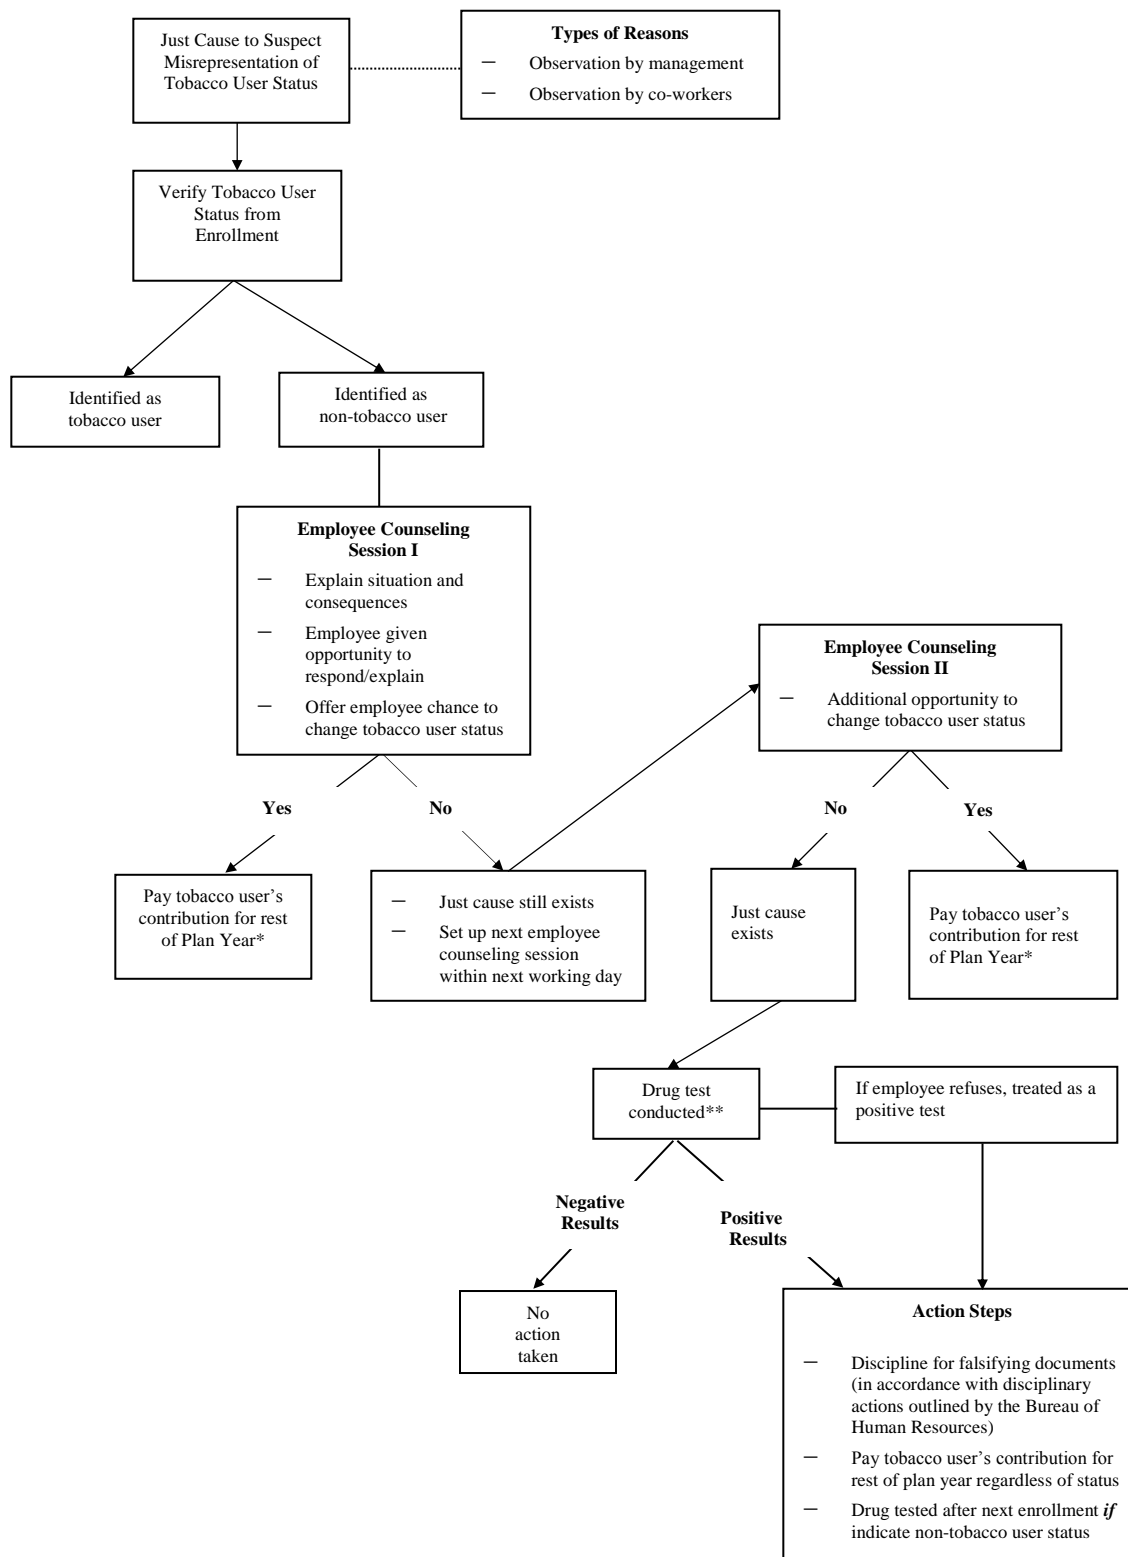 Just Cause to Suspect
Misrepresentation of
Tobacco User Status
Types of Reasons
— Observation by management
— Observation by co-workers
Verify Tobacco User
Status from
Enrollment
Identified as
tobacco user
Identified as
non-tobacco user
Employee Counseling
Session I
— Explain situation and
consequences
— Employee given
opportunity to
respond/explain
— Offer employee chance to
change tobacco user status
Employee Counseling
Session II
— Additional opportunity to
change tobacco user status
Yes
No
No
Yes
Pay tobacco user's
contribution for rest
of Plan Year*
— Just cause still exists
— Set up next employee
counseling session
within next working day
Just cause
exists
Pay tobacco user's
contribution for rest
of Plan Year*
Drug test
conducted**
If employee refuses, treated as a
positive test
Negative
Results
Positive
Results
No
action
taken
Action Steps
— Discipline for falsifying documents
(in accordance with disciplinary
actions outlined by the Bureau of
Human Resources)
— Pay tobacco user's contribution for
rest of plan year regardless of status
— Drug tested after next enrollment if
indicate non-tobacco user status